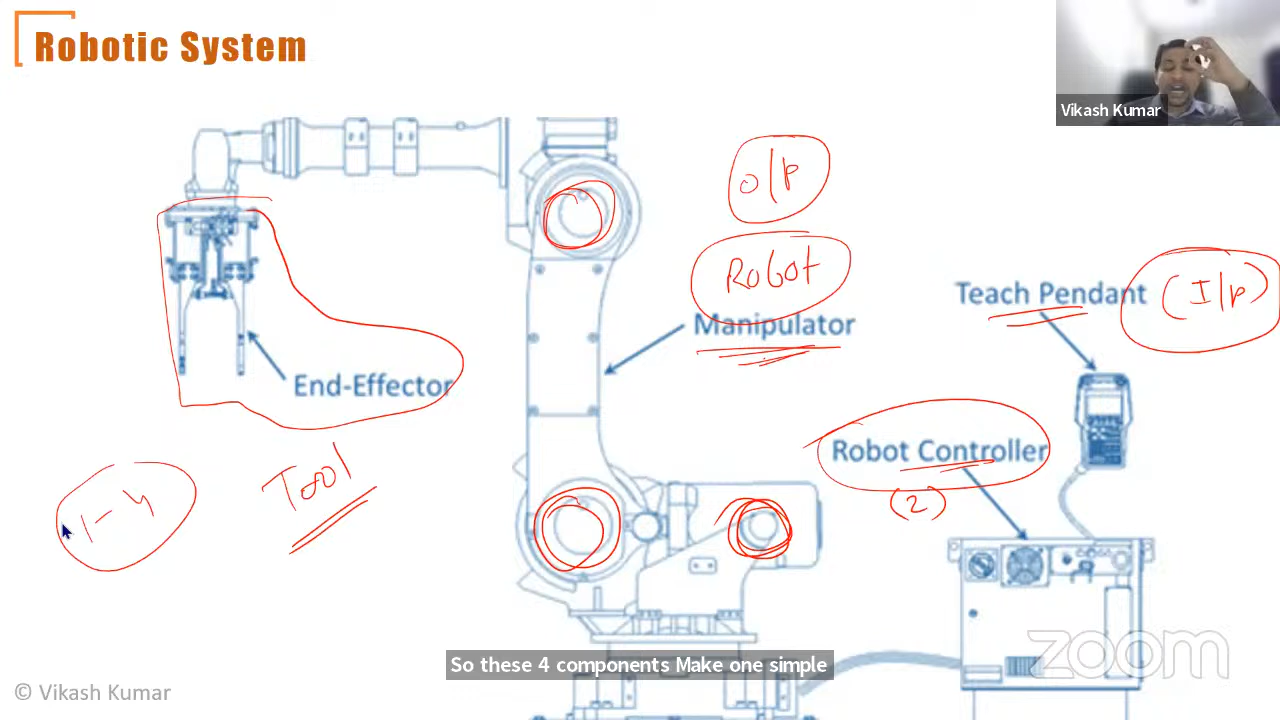 Robotic System
Vikash Kumar
O/P
Robot
Manipulator
Teach Pendant
(I/P)
End-Effector
Robot Controller
(2)
Tool
1-4
So these 4 components Make one simple
zoom
© Vikash Kumar